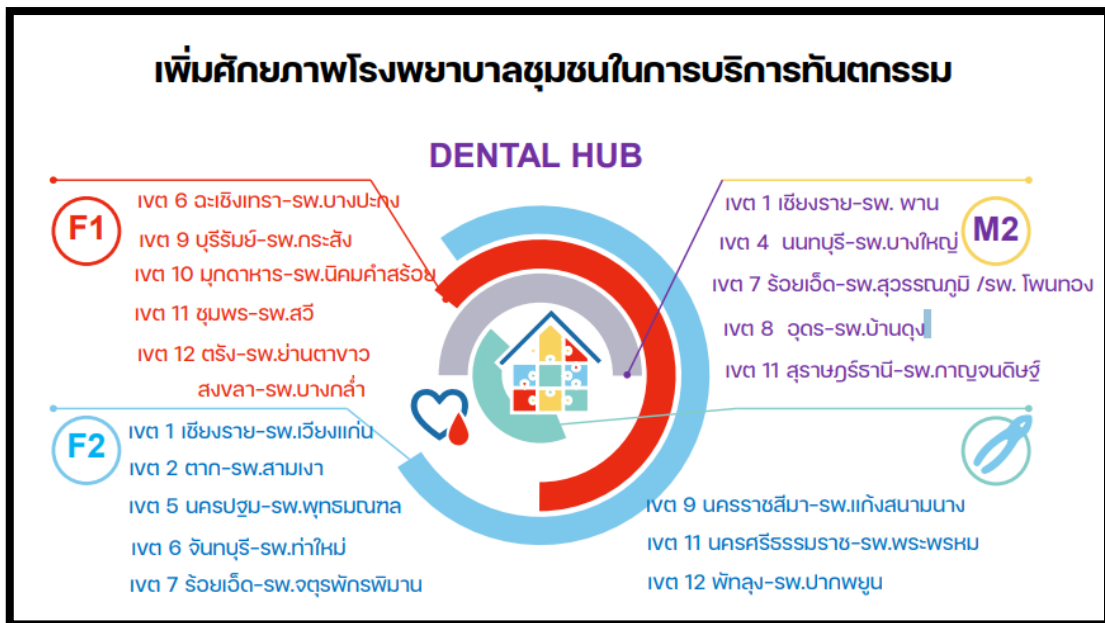 เพิ่มศักยภาพโรงพยาบาลชุมชนในการบริการทันตกรรม
DENTAL HUB
F1
เขต 6 ฉะเชิงเทรา-รพ.บางปะกง
เขต 9 บุรีรัมย์-รพ.กระสัง
เขต 10 มุกดาหาร-รพ.นิคมคำสร้อย
เขต 11 ชุมพร-รพ.สวี
เขต 12 ตรัง-รพ.ย่านตาขาว
สงขลา-รพ.บางกล่ำ
M2
เขต 1 เชียงราย-รพ. พาน
เขต 4 นนทบุรี-รพ.บางใหญ่
เขต 7 ร้อยเอ็ด-รพ.สุวรรณภูมิ /รพ. โพนทอง
เขต 8 อุดร-รพ.บ้านดุง
เขต 11 สุราษฎร์ธานี-รพ.กาญจนดิษฐ์
F2
เขต 1 เชียงราย-รพ.เวียงแก่น
เขต 2 ตาก-รพ.สามเงา
เขต 5 นครปฐม-รพ.พุทธมณฑล
เขต 6 จันทบุรี-รพ.ท่าใหม่
เขต 7 ร้อยเอ็ด-รพ.จตุรพักรพิมาน
เขต 9 นครราชสีมา-รพ.แก้งสนามนาง
เขต 11 นครศรีธรรมราช-รพ.พระพรหม
เขต 12 พัทลุง-รพ.ปากพยูน